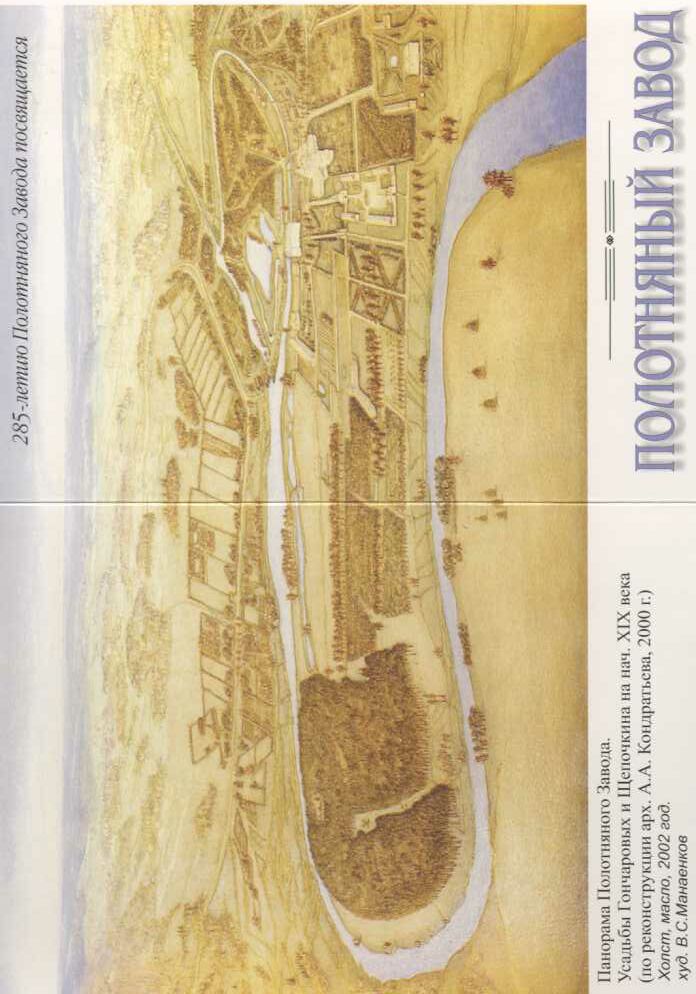 285-летию Полотняного Завода посвящается
ПОЛОТНЯНЫЙ ЗАВОД
Панорама Полотняного Завода.
Усадьбы Гончаровых и Щепочкина на нач. XIX века
(по реконструкции арх. А.А. Кондратьева, 2000 г.)
Холст, масло, 2002 год.
худ. В.С.Манаенков